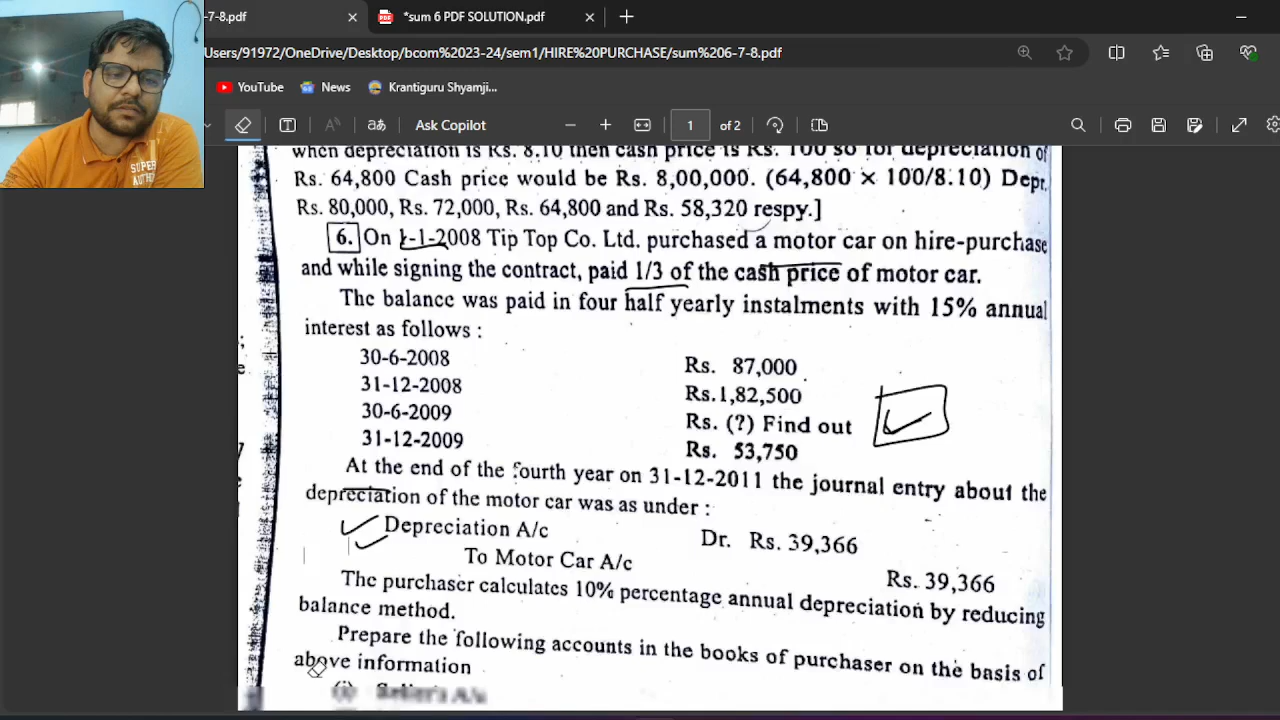 -7-8.pdf
*sum 6 PDF SOLUTION.pdf
Users/91972/OneDrive/Desktop/bcom%2023-24/sem1/HIRE%20PURCHASE/sum%206-7-8.pdf
YouTube News Krantiguru Shyamji...
aあ Ask Copilot 1 of 2
SUPER
AUTHO
when depreciation is Rs. 8.10 then cash price is Rs. 100 so for depreciation of
Rs. 64,800 Cash price would be Rs. 8,00,000. (64,800 × 100/8.10) Depr.
Rs. 80,000, Rs. 72,000, Rs. 64,800 and Rs. 58,320 respy.]
6. On 1-1-2008 Tip Top Co. Ltd. purchased a motor car on hire-purchase
and while signing the contract, paid 1/3 of the cash price of motor car.
The balance was paid in four half yearly instalments with 15% annual
interest as follows :
30-6-2008 Rs. 87,000
31-12-2008 Rs.1,82,500
30-6-2009 Rs. (?) Find out
31-12-2009 Rs. 53,750
At the end of the fourth year on 31-12-2011 the journal entry about the
depreciation of the motor car was as under :
Depreciation A/c Dr. Rs. 39,366
To Motor Car A/c Rs. 39,366
The purchaser calculates 10% percentage annual depreciation by reducing
balance method.
Prepare the following accounts in the books of purchaser on the basis of
above information
(i) Seller's A/c